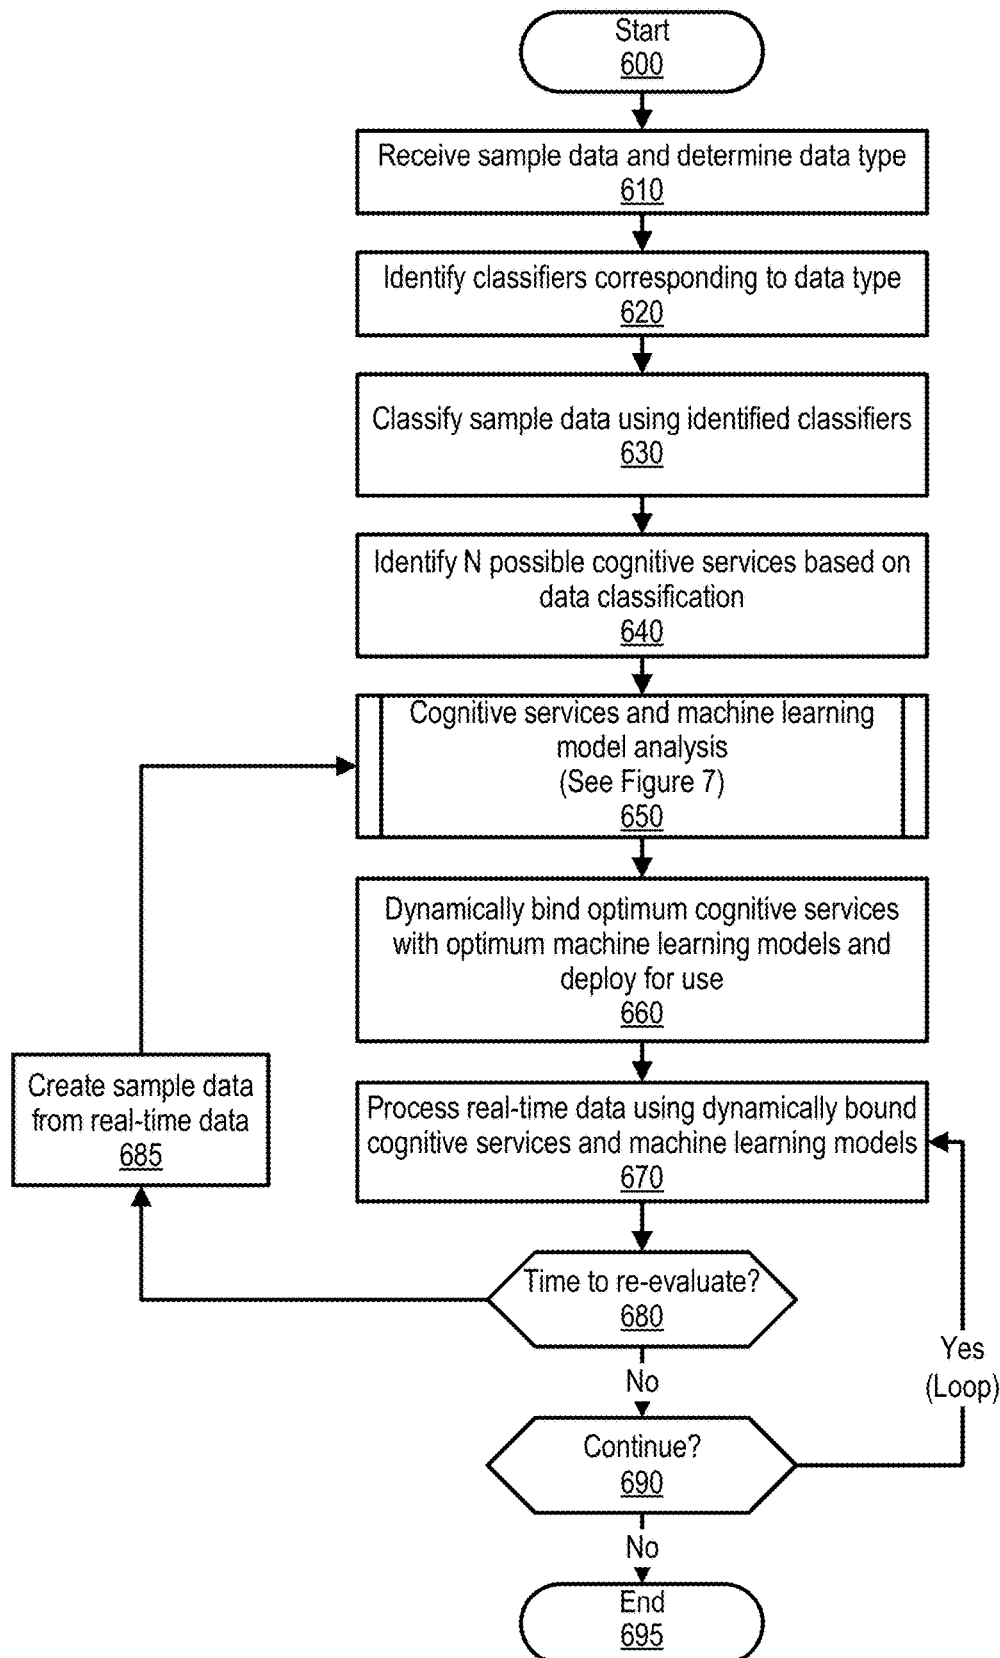 Start
600
Receive sample data and determine data type
610
Identify classifiers corresponding to data type
620
Classify sample data using identified classifiers
630
Identify N possible cognitive services based on
data classification
640
Cognitive services and machine learning
model analysis
(See Figure 7)
650
Dynamically bind optimum cognitive services
with optimum machine learning models and
deploy for use
660
Create sample data
from real-time data
685
Process real-time data using dynamically bound
cognitive services and machine learning models
670
Time to re-evaluate?
680
Yes
(Loop)
No
Continue?
690
No
End
695